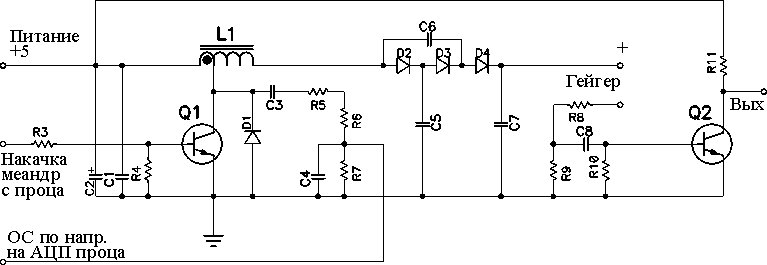 Питание
+5
L1
C6
D2
D3
D4
+
R11
Гейгер
Q1
C3
R5
Q2
Вых
R3
D1
R6
R8
C5
C7
C8
Накачка
меандр
с проца
C2
+
C1
R4
C4
R7
R9
R10
ОС по напр.
на АЦП проца